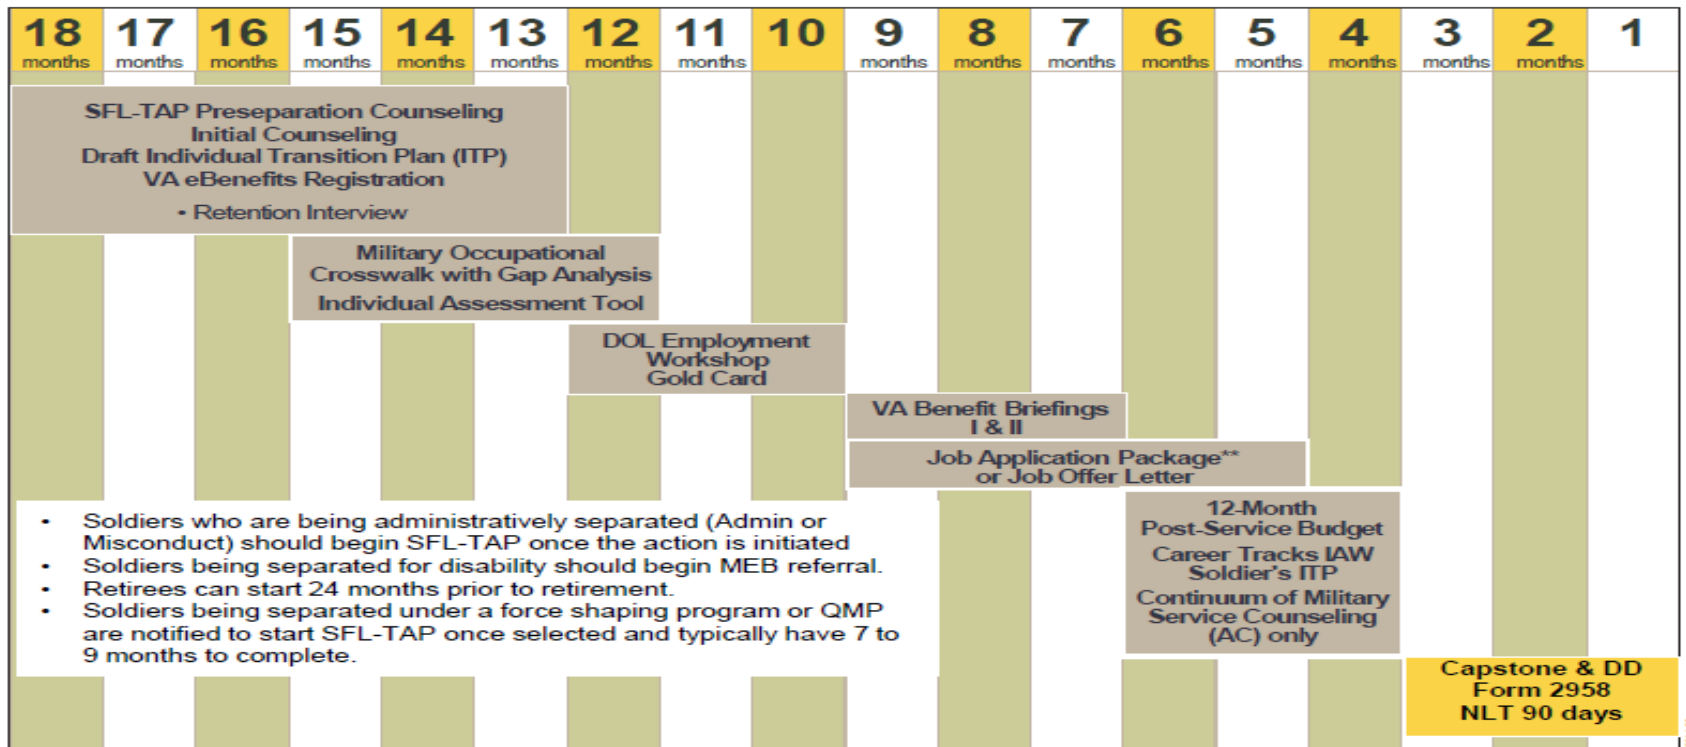 18 17 16 15 14 13 12 11 10 9 8 7 6 5 4 3 2 1
months months months months months months months months months months months months months months months months
SFL-TAP Preseparation Counseling
Initial Counseling
Draft Individual Transition Plan (ITP)
VA eBenefits Registration
• Retention Interview
Military Occupational
Crosswalk with Gap Analysis
Individual Assessment Tool
DOL Employment
Workshop
Gold Card
VA Benefit Briefings
I & II
Job Application Package**
or Job Offer Letter
12-Month
Post-Service Budget
Career Tracks IAW
Soldier's ITP
Continuum of Military
Service Counseling
(AC) only
• Soldiers who are being administratively separated (Admin or
Misconduct) should begin SFL-TAP once the action is initiated
• Soldiers being separated for disability should begin MEB referral.
• Retirees can start 24 months prior to retirement.
• Soldiers being separated under a force shaping program or QMP
are notified to start SFL-TAP once selected and typically have 7 to
9 months to complete.
Capstone & DD
Form 2958
NLT 90 days